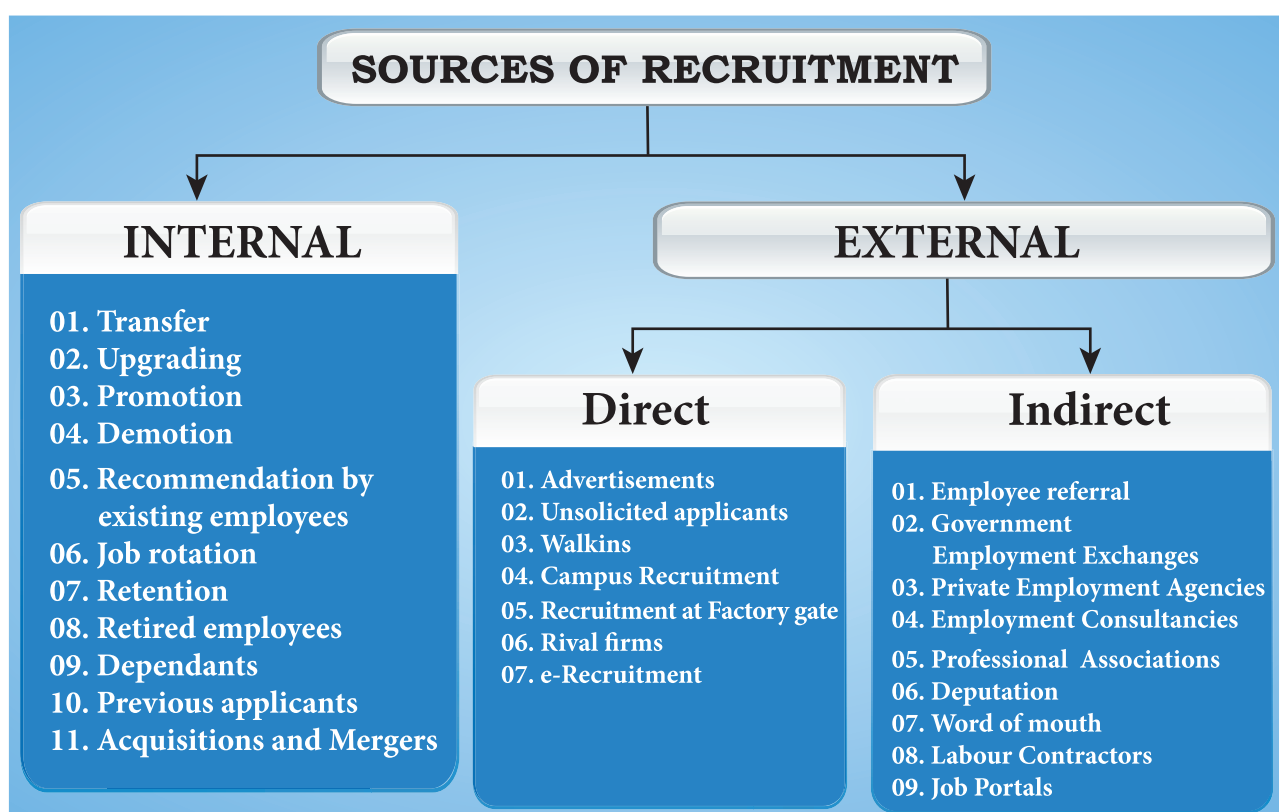 SOURCES OF RECRUITMENT
INTERNAL
01. Transfer
02. Upgrading
03. Promotion
04. Demotion
05. Recommendation by
existing employees
06. Job rotation
07. Retention
08. Retired employees
09. Dependants
10. Previous applicants
11. Acquisitions and Mergers
EXTERNAL
Direct
01. Advertisements
02. Unsolicited applicants
03. Walkins
04. Campus Recruitment
05. Recruitment at Factory gate
06. Rival firms
07. e-Recruitment
Indirect
01. Employee referral
02. Government
Employment Exchanges
03. Private Employment Agencies
04. Employment Consultancies
05. Professional Associations
06. Deputation
07. Word of mouth
08. Labour Contractors
09. Job Portals